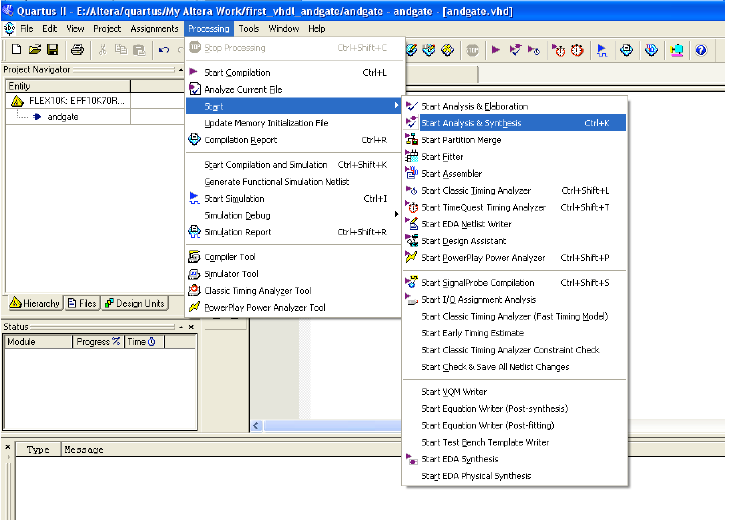 Quartus II - E:/Altera/quartus/My Altera Work/first_vhdl_andgate/andgate - andgate - [andgate.vhd]
File Edit View Project Assignments Processing Tools Window Help
Project Navigator
Entity
FLEX10K: EPF10K70R...
andgate
Hierarchy Files Design Units
Status
Module Progress % Time
Type Message
Stop Processing Ctrl+Shift+C
Start Compilation Ctrl+L
Analyze Current File
Start
Update Memory Initialization File
Compilation Report Ctrl+R
Start Compilation and Simulation Ctrl+Shift+K
Generate Functional Simulation Netlist
Start Simulation Ctrl+I
Simulation Debug
Simulation Report Ctrl+Shift+R
Compiler Tool
Simulator Tool
Classic Timing Analyzer Tool
PowerPlay Power Analyzer Tool
Start Analysis & Elaboration
Start Analysis & Synthesis Ctrl+K
Start Partition Merge
Start Fitter
Start Assembler
Start Classic Timing Analyzer Ctrl+Shift+L
Start TimeQuest Timing Analyzer Ctrl+Shift+T
Start EDA Netlist Writer
Start Design Assistant
Start PowerPlay Power Analyzer Ctrl+Shift+P
Start SignalProbe Compilation Ctrl+Shift+S
Start I/O Assignment Analysis
Start Classic Timing Analyzer (Fast Timing Model)
Start Early Timing Estimate
Start Classic Timing Analyzer Constraint Check
Start Check & Save All Netlist Changes
Start VQM Writer
Start Equation Writer (Post-synthesis)
Start Equation Writer (Post-fitting)
Start Test Bench Template Writer
Start EDA Synthesis
Start EDA Physical Synthesis